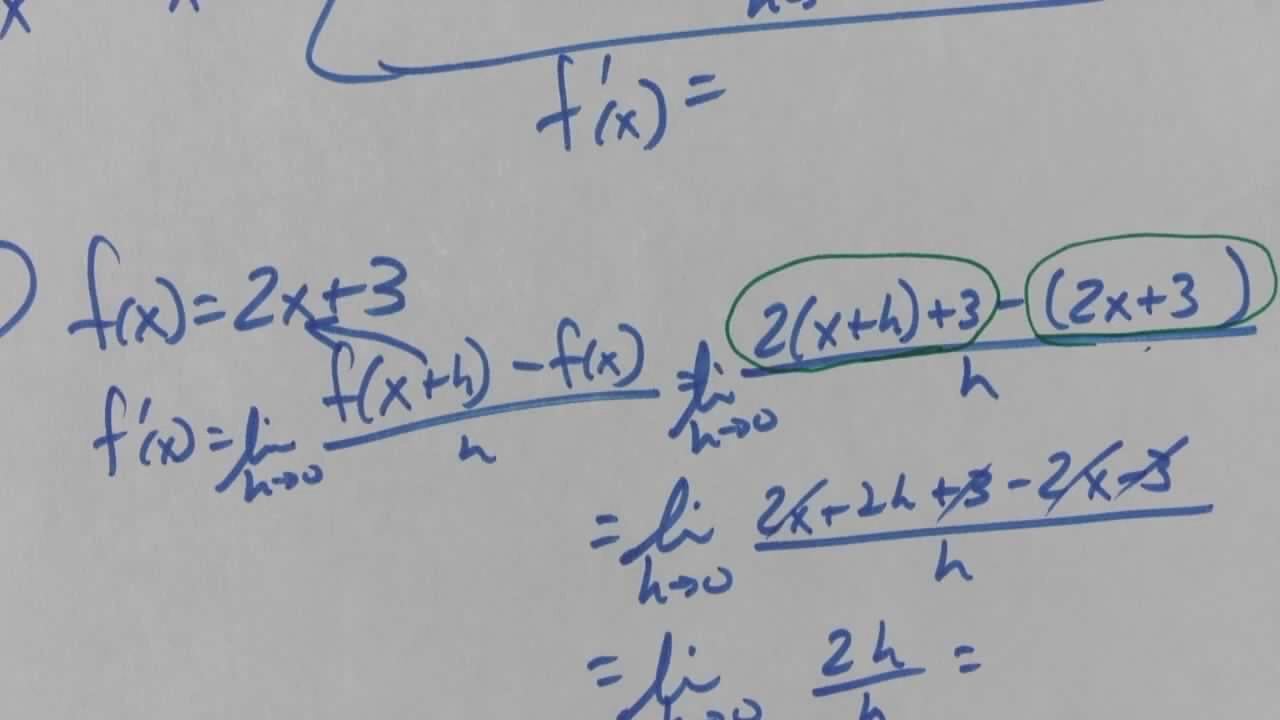 f'(x) =
f(x) = 2x+3
f'(x) = lim h→0 f(x+h) - f(x) / h = lim h→0 2(x+h)+3 - (2x+3) / h
= lim h→0 2x+2h+3-2x-3 / h
= lim h→0 2h / h =